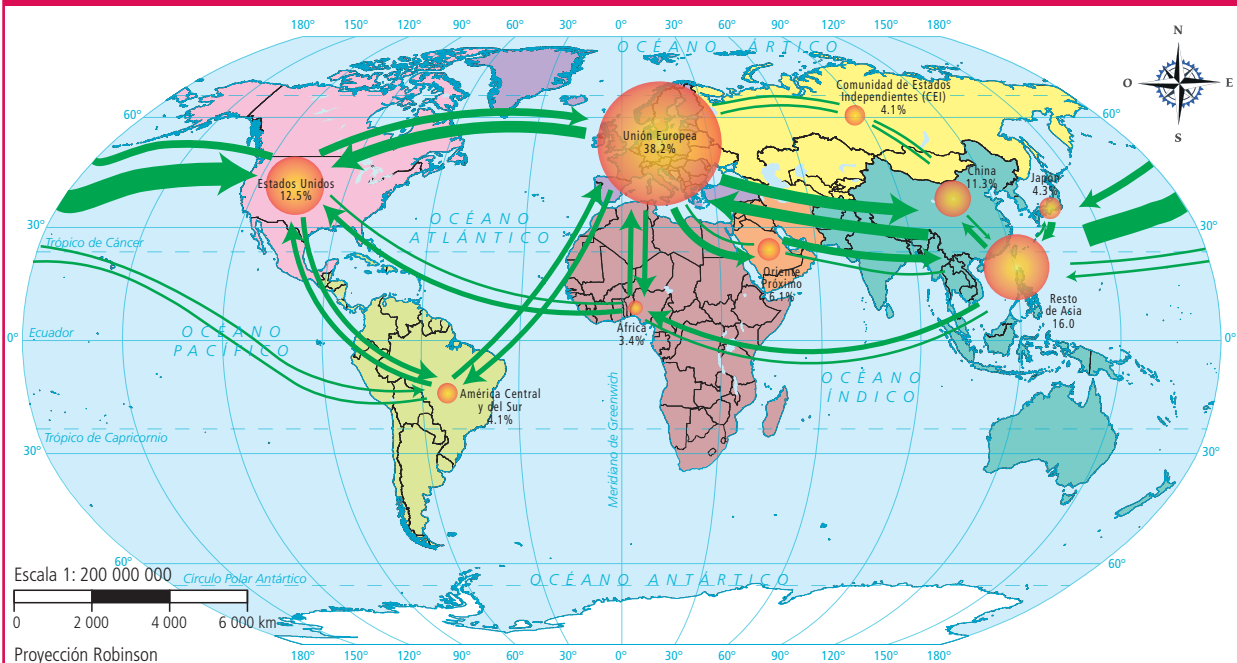 180° 150° 120° 90° 60° 30° 0° 30° 60° 90° 120° 150° 180°
OCÉANO ÁRTICO
N
O E
S
60° 60°
Comunidad de Estados
Independientes (CEI)
4.1%
Unión Europea
38.2%
Estados Unidos
12.5%
China
11.3%
Japón
4.3%
OCÉANO
ATLÁNTICO
30° 30°
Trópico de Cáncer
Oriente
Próximo
6.1%
Resto
de Asia
16.0
África
3.4%
Ecuador
OCÉANO
PACÍFICO
0° 0°
OCÉANO
ÍNDICO
América Central
y del Sur
4.1%
Meridiano de Greenwich
Trópico de Capricornio
30° 30°
60° 60°
Escala 1: 200 000 000
Círculo Polar Antártico
OCÉANO ANTÁRTICO
0 2 000 4 000 6 000 km
Proyección Robinson
180° 150° 120° 90° 60° 30° 0° 30° 60° 90° 120° 150° 180°